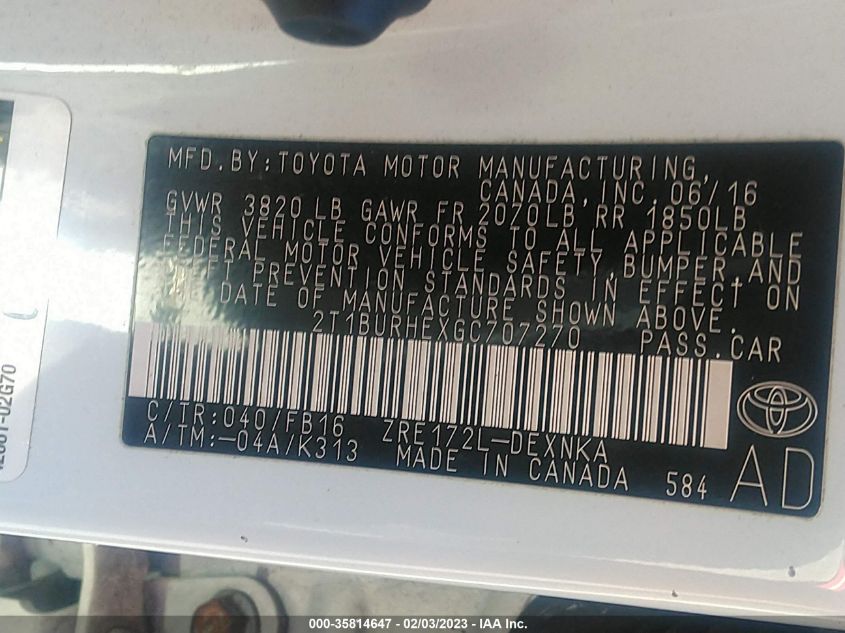 MFD.BY:TOYOTA MOTOR MANUFACTURING,
CANADA,INC.06/16
GVWR 3820 LB GAWR FR 2070LB,RR 1850LB
THIS VEHICLE CONFORMS TO ALL APPLICABLE
FEDERAL MOTOR VEHICLE SAFETY,BUMPER,AND
THEFT PREVENTION STANDARDS IN EFFECT ON
THE DATE OF MANUFACTURE SHOWN ABOVE.
2T1BURHEXGC707270 PASS.CAR
C/TR:040/FB16 ZRE172L-DEXNKA
A/TM:-04A/K313 MADE IN CANADA 584
AD
-02G70
000-35814647 - 02/03/2023 - IAA Inc.